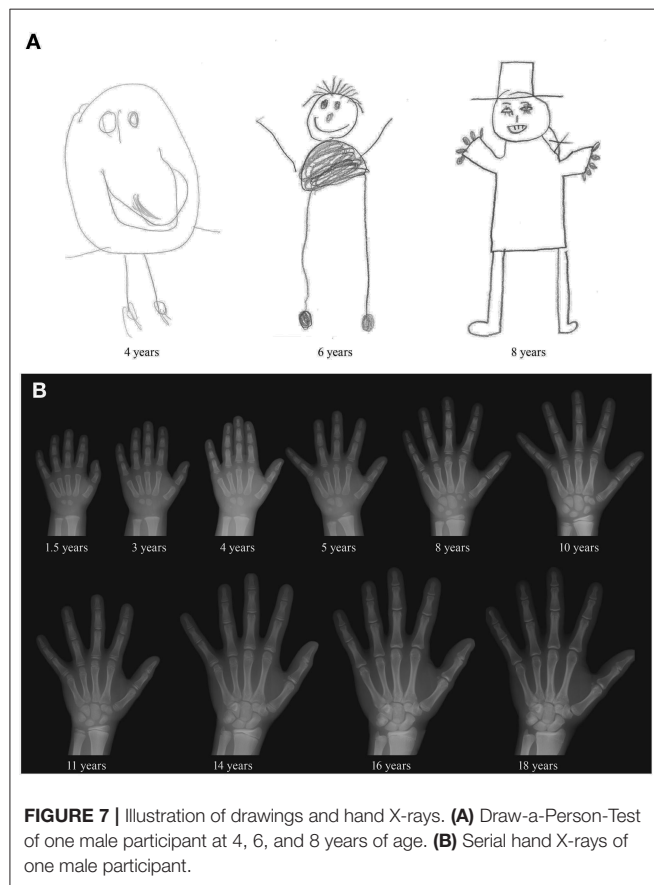 A
4 years
6 years
8 years
B
1.5 years
3 years
4 years
5 years
8 years
10 years
11 years
14 years
16 years
18 years
FIGURE 7 | Illustration of drawings and hand X-rays. (A) Draw-a-Person-Test
of one male participant at 4, 6, and 8 years of age. (B) Serial hand X-rays of
one male participant.